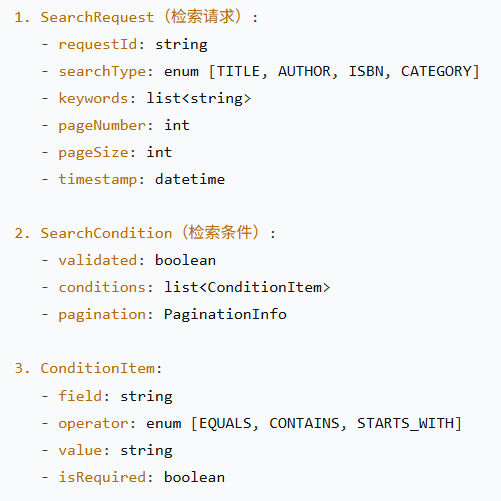 1. SearchRequest（检索请求）:
- requestId: string
- searchType: enum [TITLE, AUTHOR, ISBN, CATEGORY]
- keywords: list<string>
- pageNumber: int
- pageSize: int
- timestamp: datetime
2. SearchCondition（检索条件）:
- validated: boolean
- conditions: list<ConditionItem>
- pagination: PaginationInfo
3. ConditionItem:
- field: string
- operator: enum [EQUALS, CONTAINS, STARTS_WITH]
- value: string
- isRequired: boolean